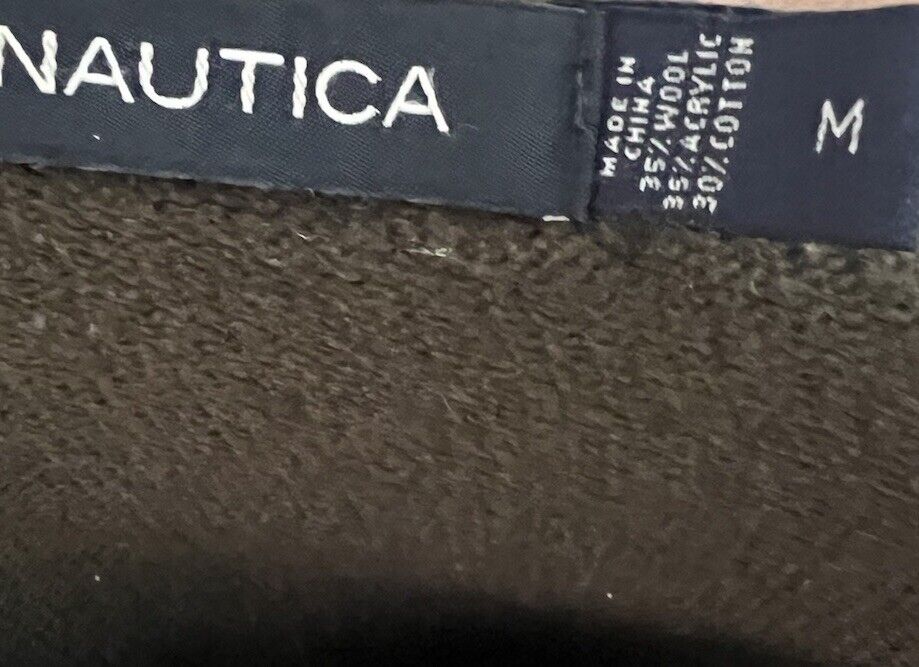 NAUTICA
MADE IN
CHINA
35% WOOL
35% ACRYLIC
30% COTTON
M